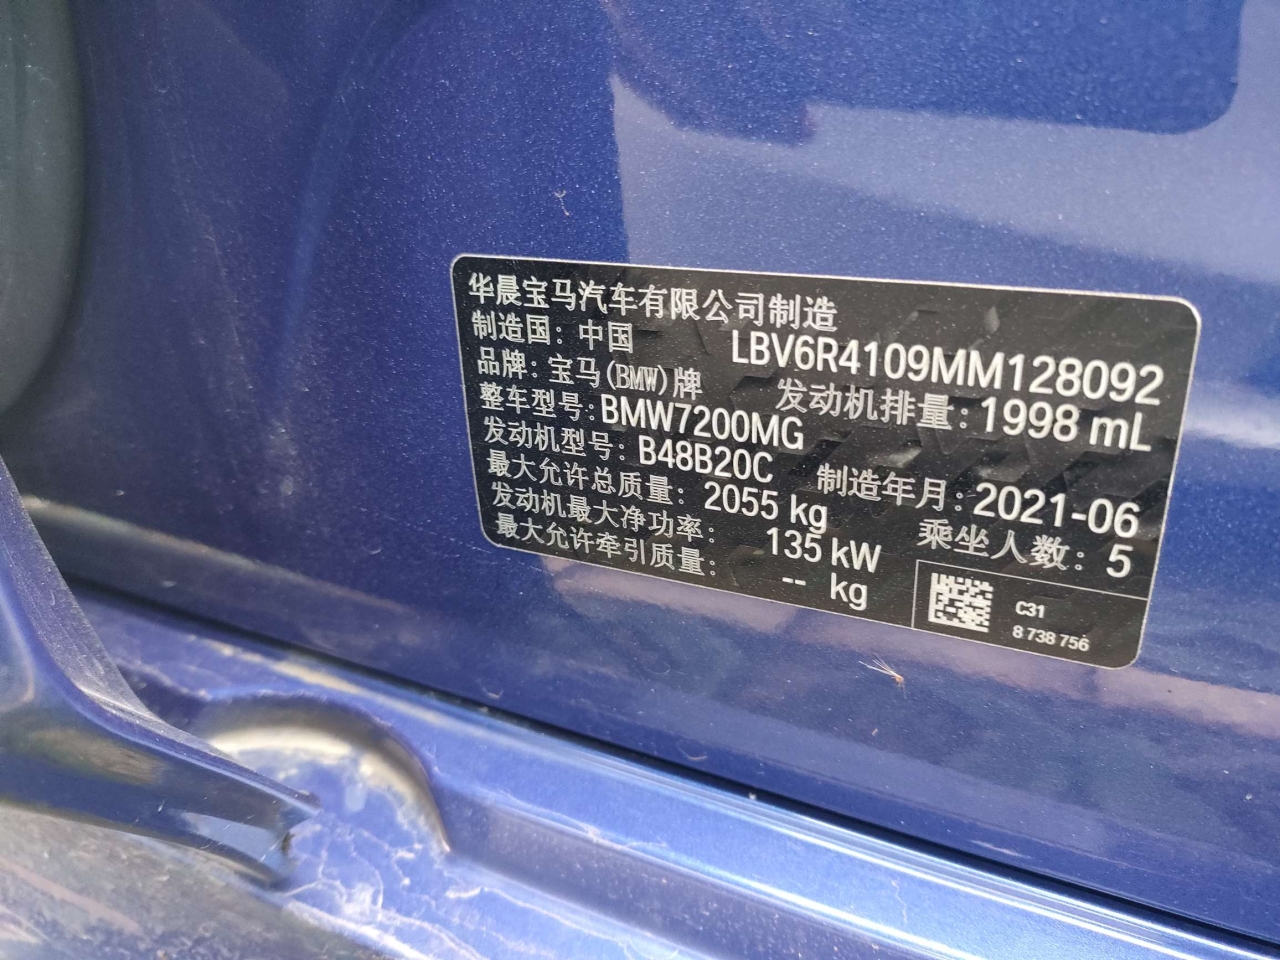 华晨宝马汽车有限公司制造
制造国：中国 LBV6R4109MM128092
品牌：宝马(BMW)牌 发动机排量：1998 mL
整车型号：BMW7200MG
发动机型号：B48B20C 制造年月：2021-06
最大允许总质量：2055 kg 乘坐人数：5
发动机最大净功率：135 kW
最大允许牵引质量：-- kg
C31
8 738 756